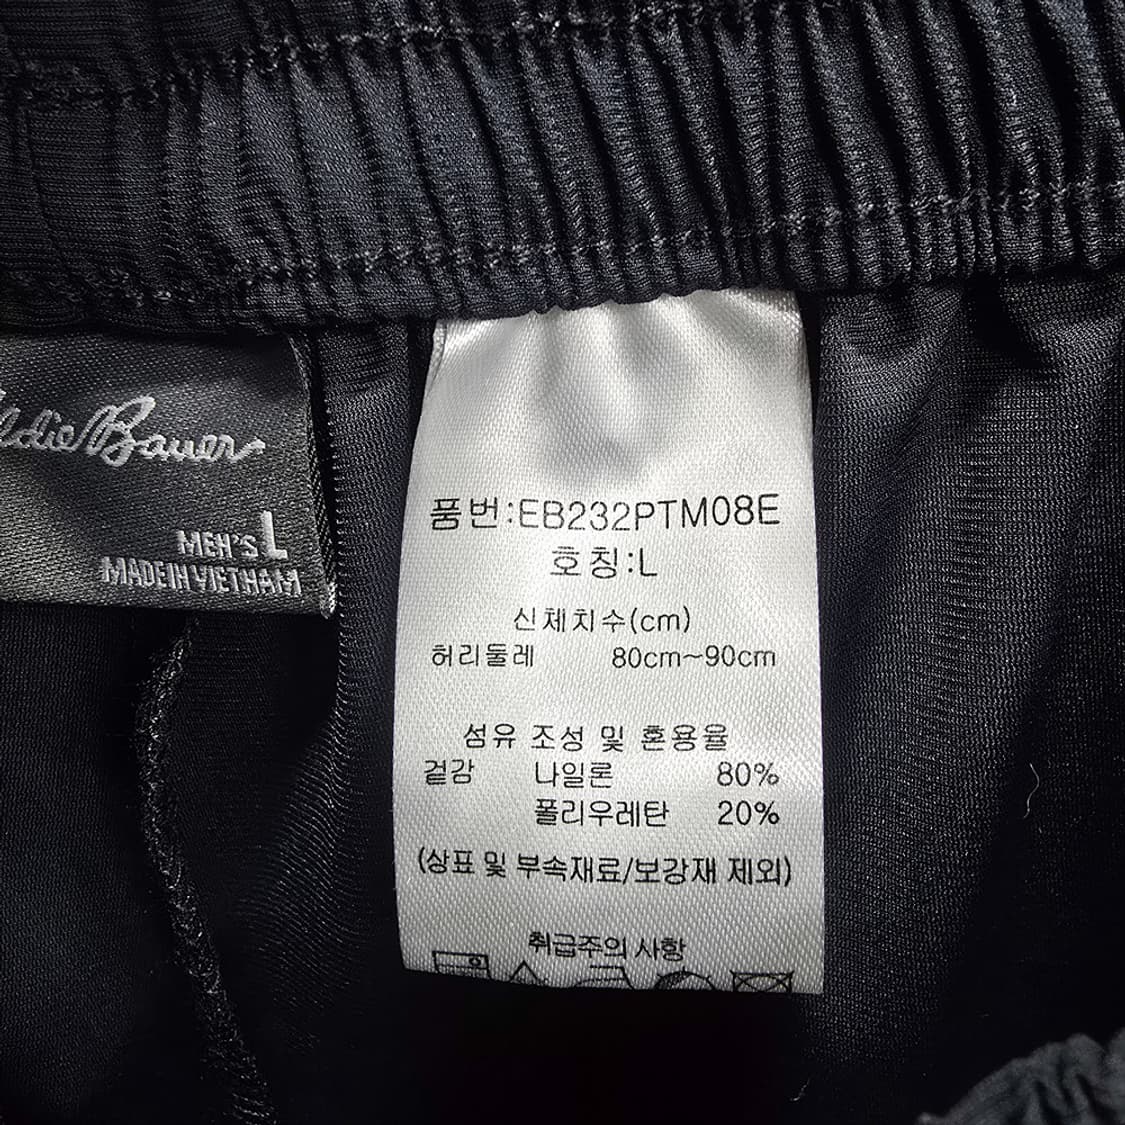 Eddie Bauer
MEN'S L
MADE IN VIETNAM
품번:EB232PTM08E
호칭:L
신체치수(cm)
허리둘레 80cm~90cm
섬유 조성 및 혼용율
겉감 나일론 80%
폴리우레탄 20%
(상표 및 부속재료/보강재 제외)
취급주의 사항